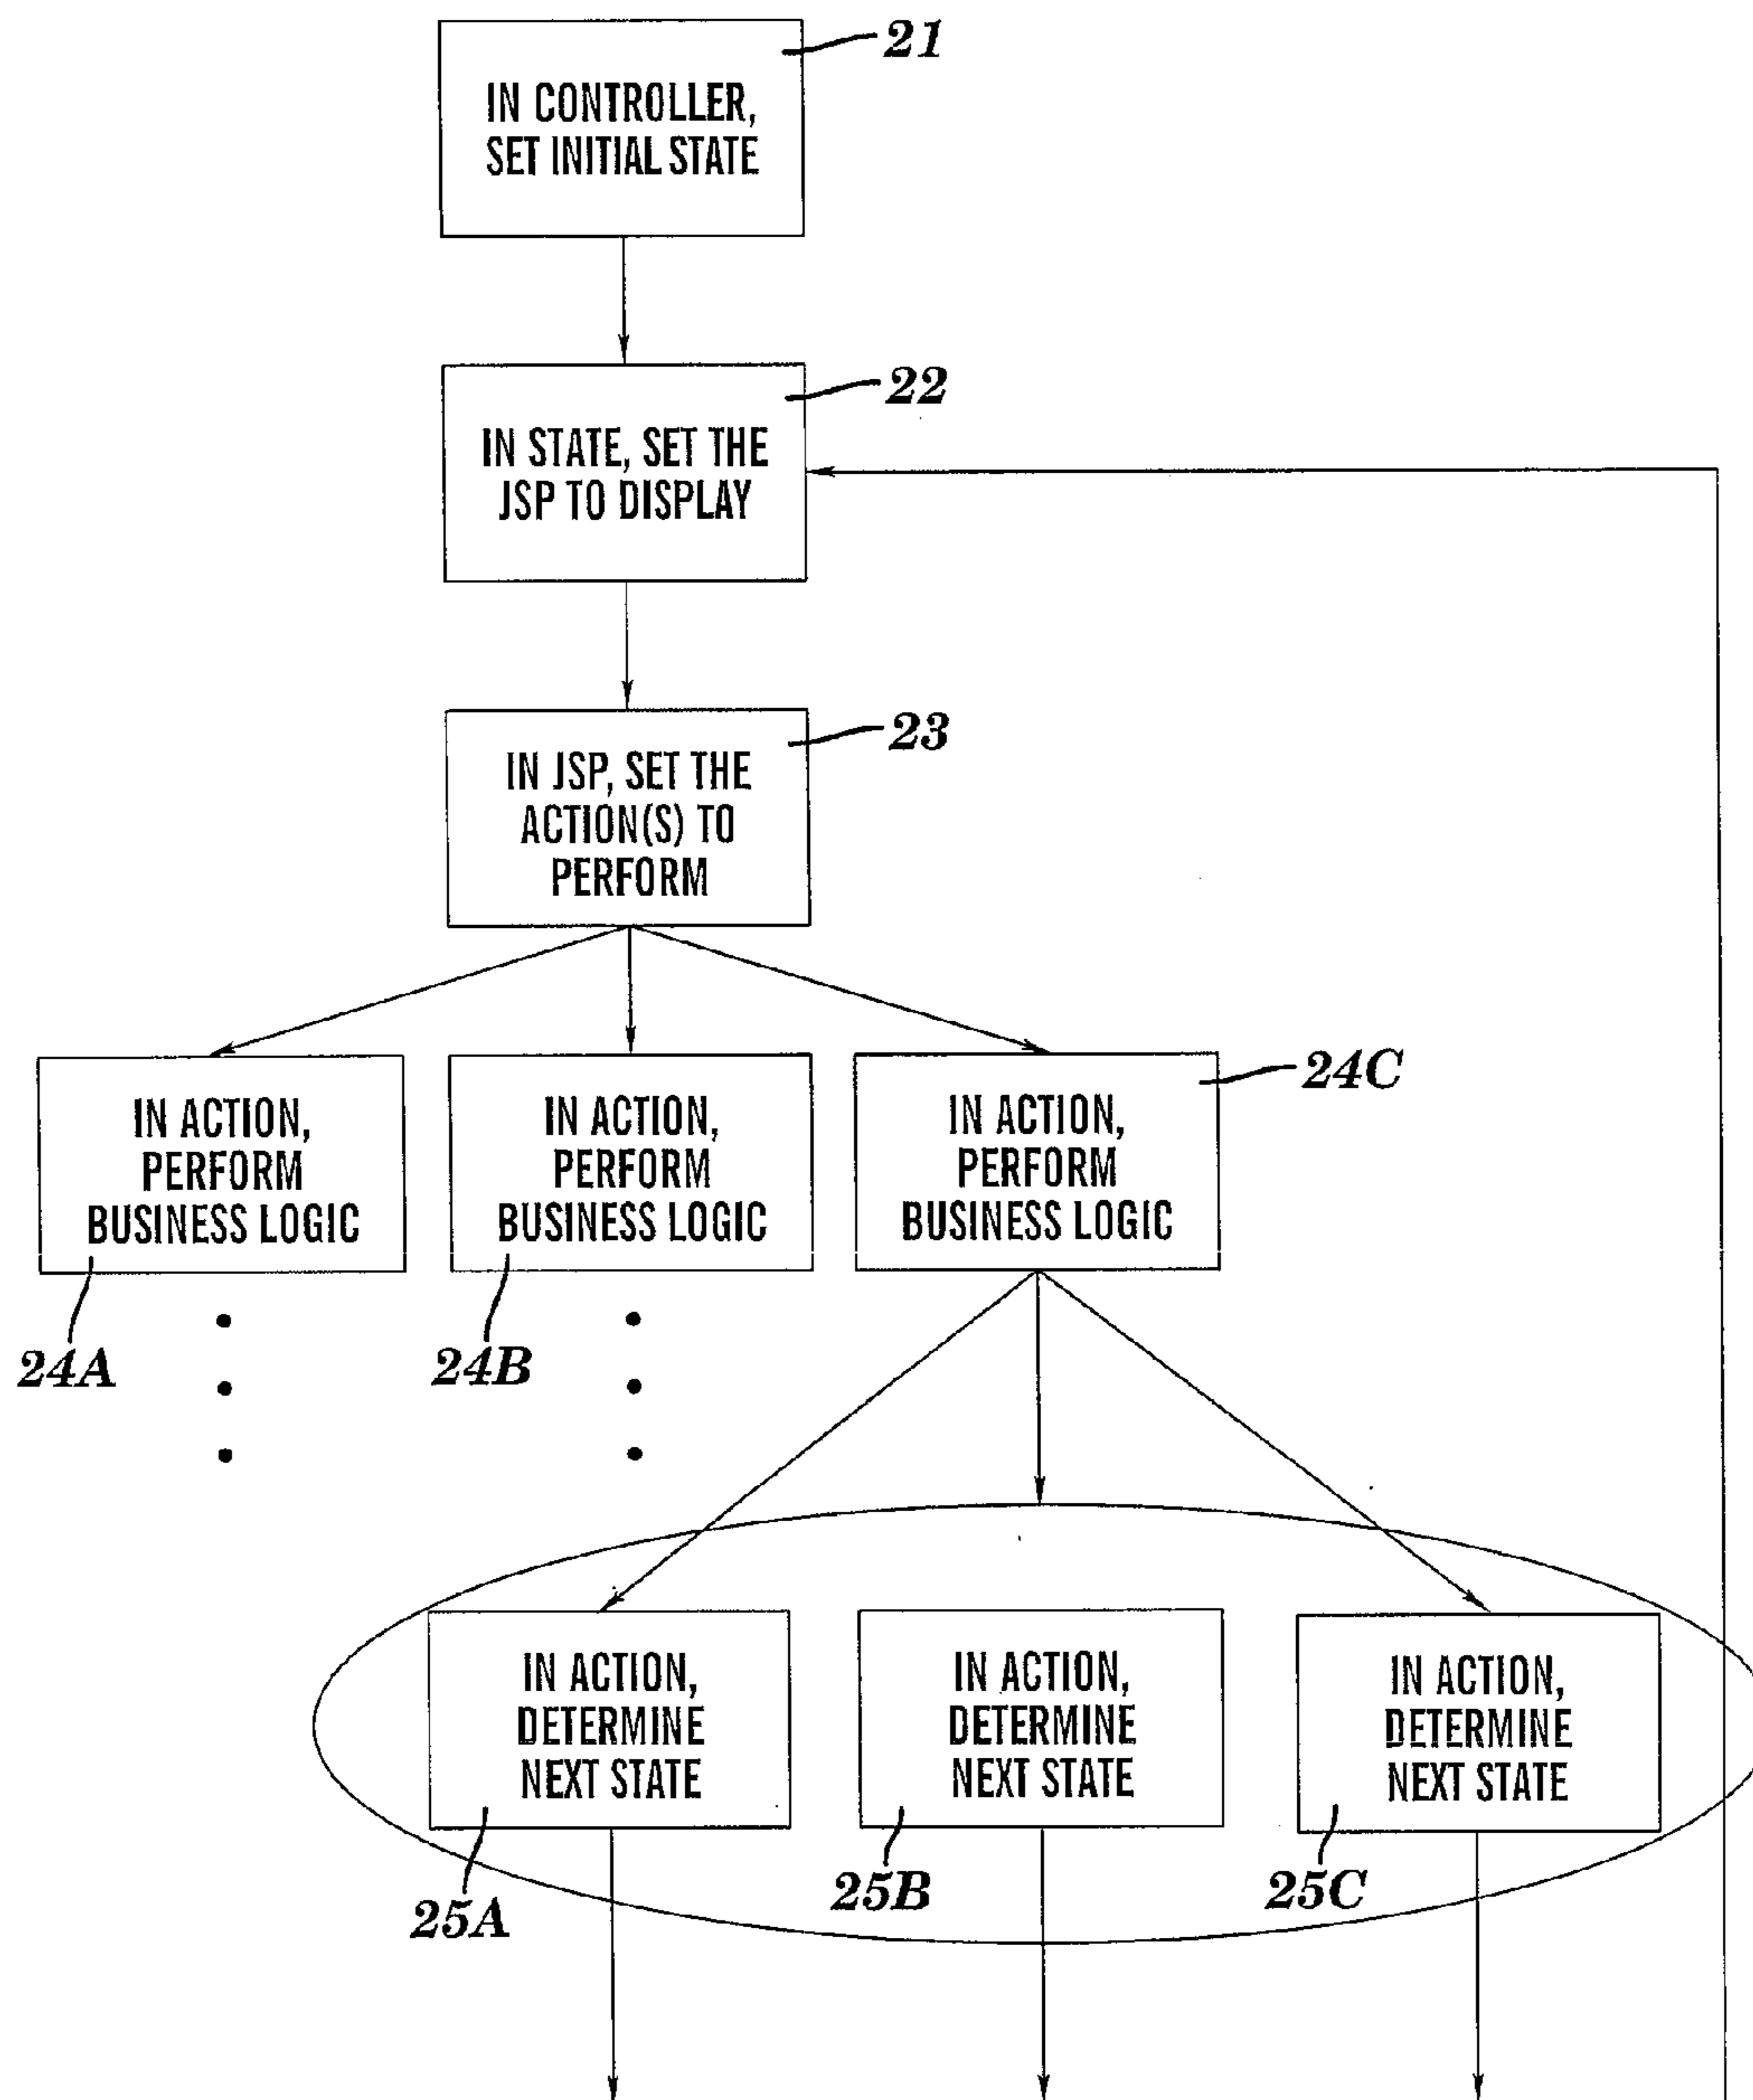 21
IN CONTROLLER,
SET INITIAL STATE
22
IN STATE, SET THE
JSP TO DISPLAY
23
IN JSP, SET THE
ACTION(S) TO
PERFORM
24C
IN ACTION,
PERFORM
BUSINESS LOGIC
IN ACTION,
PERFORM
BUSINESS LOGIC
IN ACTION,
PERFORM
BUSINESS LOGIC
24A
24B
IN ACTION,
DETERMINE
NEXT STATE
IN ACTION,
DETERMINE
NEXT STATE
IN ACTION,
DETERMINE
NEXT STATE
25A
25B
25C